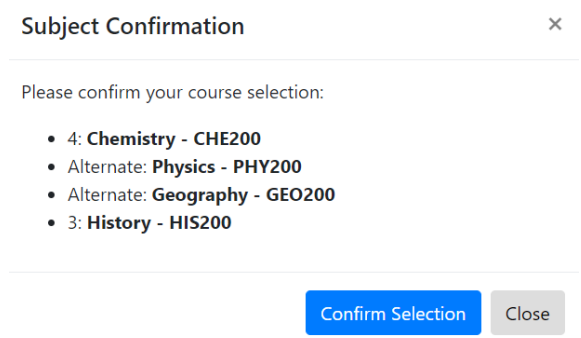 Subject Confirmation ×
Please confirm your course selection:
• 4: Chemistry - CHE200
• Alternate: Physics - PHY200
• Alternate: Geography - GEO200
• 3: History - HIS200
Confirm Selection Close